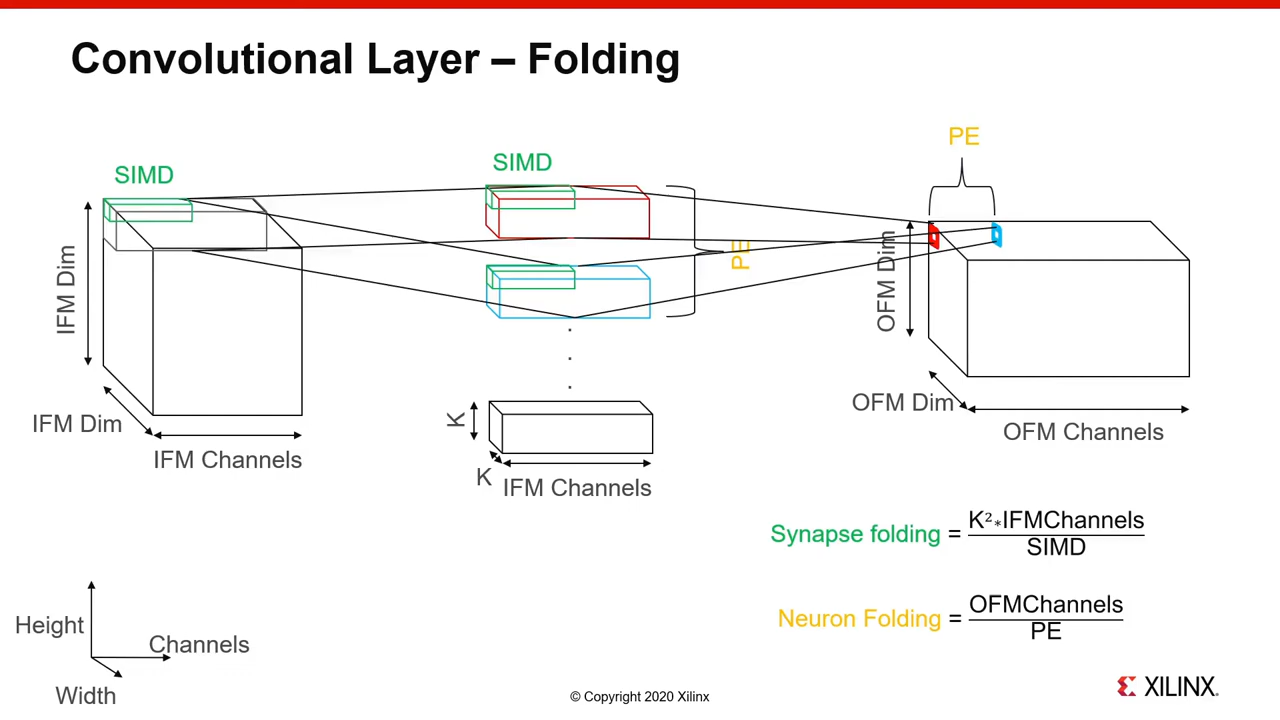 Convolutional Layer – Folding
PE
SIMD
SIMD
IFM Dim
PE
OFM Dim
IFM Dim
IFM Channels
K
K
IFM Channels
OFM Dim
OFM Channels
Synapse folding = K²*IFMChannels
SIMD
Neuron Folding = OFMChannels
PE
Height
Channels
Width
© Copyright 2020 Xilinx
XILINX.